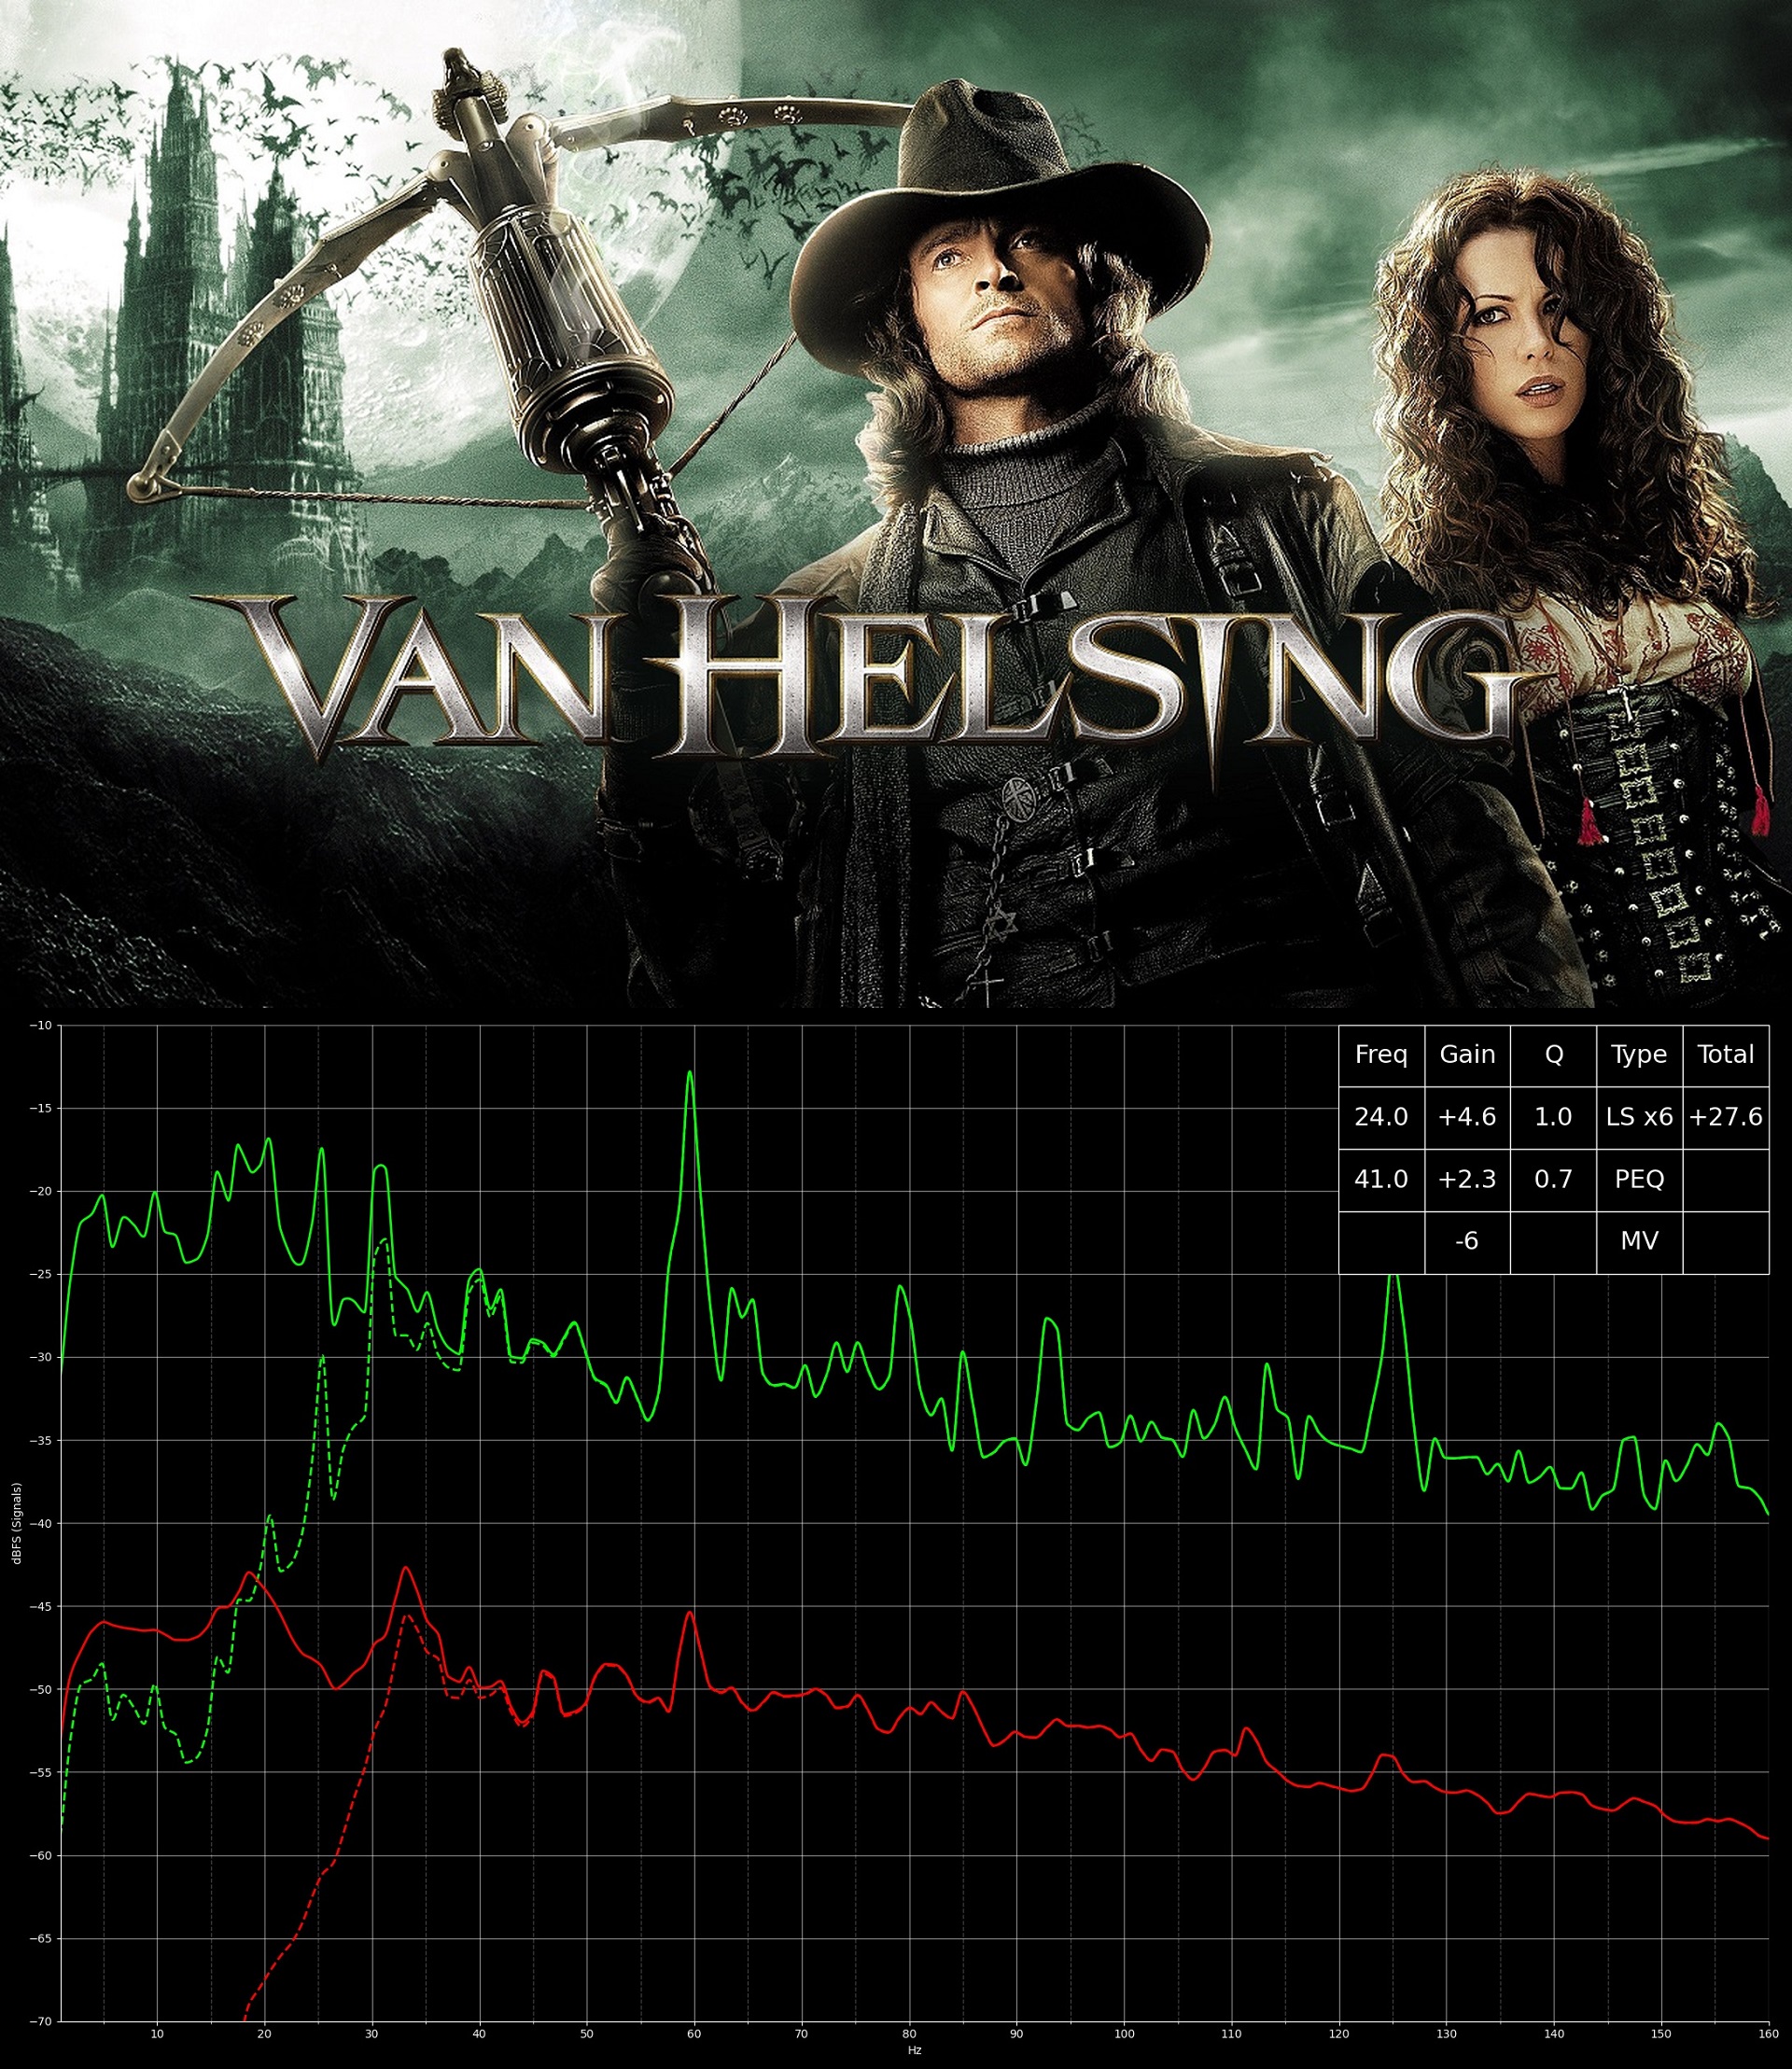 VAN HELSING
Freq Gain Q Type Total
24.0 +4.6 1.0 LS x6 +27.6
41.0 +2.3 0.7 PEQ
-6 MV
−10
−15
−20
−25
−30
−35
−40
−45
−50
−55
−60
−65
−70
dBFS (Signals)
10 20 30 40 50 60 70 80 90 100 110 120 130 140 150 160
Hz